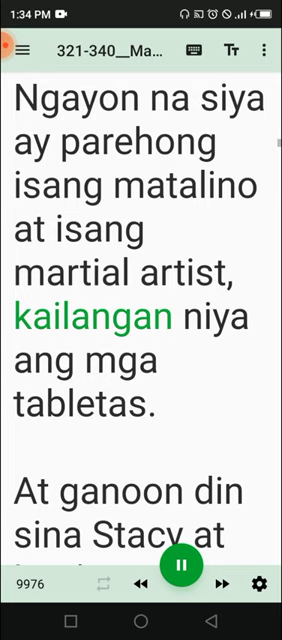 1:34 PM
321-340__Ma...
Ngayon na siya
ay parehong
isang matalino
at isang
martial artist,
kailangan niya
ang mga
tabletas.
At ganoon din
sina Stacy at
9976